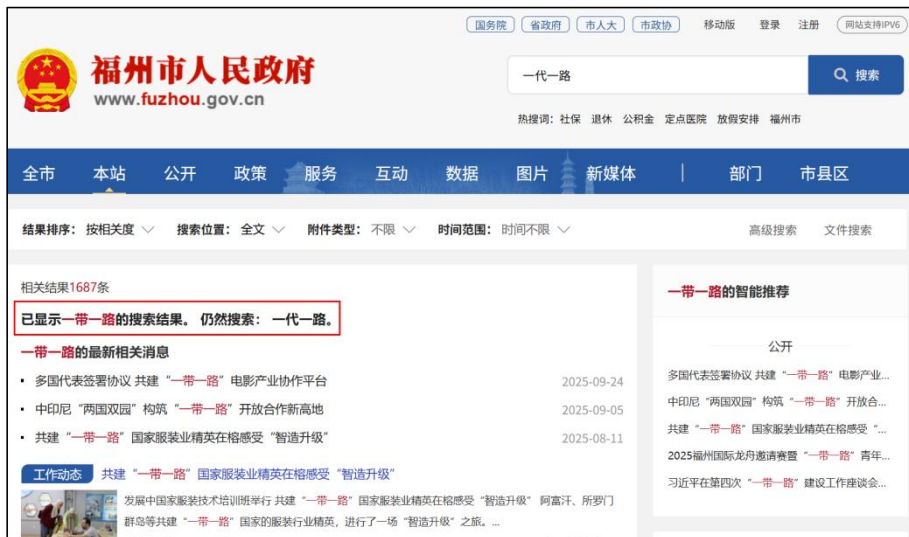 国务院 省政府 市人大 市政协 移动版 登录 注册 网站支持IPV6
福州市人民政府
www.fuzhou.gov.cn
一代一路 搜索
热搜词：社保 退休 公积金 定点医院 放假安排 福州市
全市 本站 公开 政策 服务 互动 数据 图片 新媒体 | 部门 市县区
结果排序：按相关度 搜索位置：全文 附件类型：不限 时间范围：时间不限 高级搜索 文件搜索
相关结果1687条
已显示一带一路的搜索结果。仍然搜索：一代一路。
一带一路的最新相关消息
多国代表签署协议 共建“一带一路”电影产业协作平台 2025-09-24
中印尼“两国双园”构筑“一带一路”开放合作新高地 2025-09-05
共建“一带一路”国家服装业精英在榕感受“智造升级” 2025-08-11
工作动态 共建“一带一路”国家服装业精英在榕感受“智造升级”
发展中国家服装技术培训班举行 共建“一带一路”国家服装业精英在榕感受“智造升级” 阿富汗、所罗门
群岛等共建“一带一路”国家的服装行业精英，进行了一场“智造升级”之旅。...
一带一路的智能推荐
公开
多国代表签署协议 共建“一带一路”电影产业...
中印尼“两国双园”构筑“一带一路”开放合...
共建“一带一路”国家服装业精英在榕感受“...
2025福州国际龙舟邀请赛暨“一带一路”青年...
习近平在第四次“一带一路”建设工作座谈会...